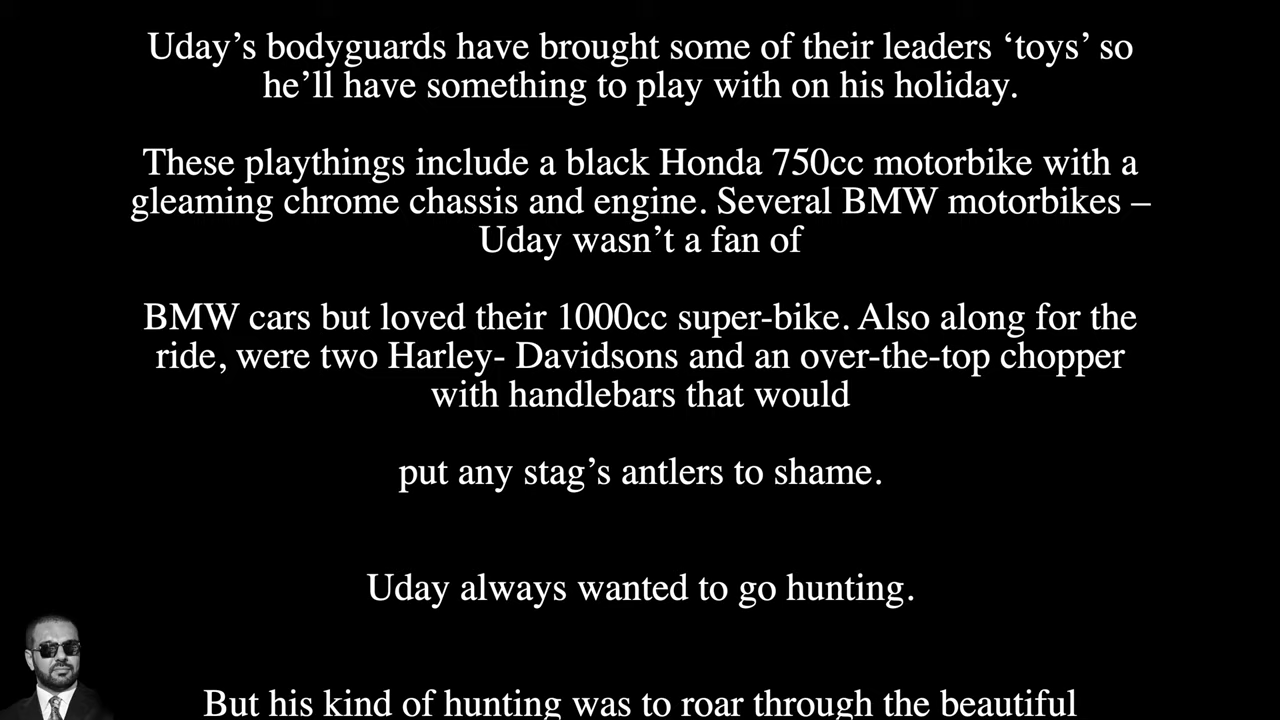 Uday’s bodyguards have brought some of their leaders ‘toys’ so
he’ll have something to play with on his holiday.
These playthings include a black Honda 750cc motorbike with a
gleaming chrome chassis and engine. Several BMW motorbikes –
Uday wasn’t a fan of
BMW cars but loved their 1000cc super-bike. Also along for the
ride, were two Harley- Davidsons and an over-the-top chopper
with handlebars that would
put any stag’s antlers to shame.
Uday always wanted to go hunting.
But his kind of hunting was to roar through the beautiful